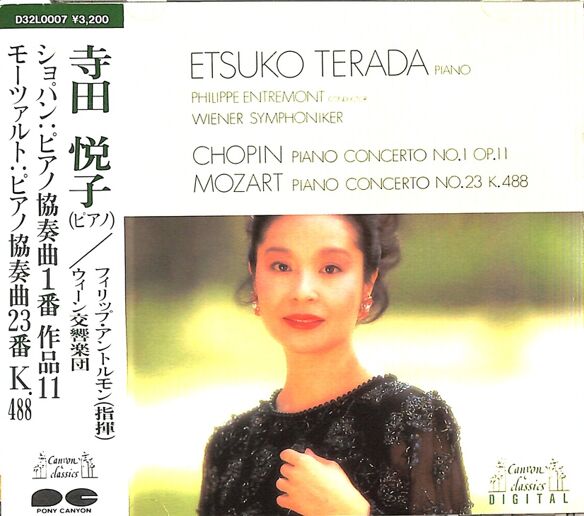 D32L0007 ¥3,200
寺田 悦子
(ピアノ)
ショパン:ピアノ協奏曲1番 作品11
モーツァルト:ピアノ協奏曲23番 K.488
フィリップ・アントルモン(指揮)
ウィーン交響楽団
Canyon classics
PONY CANYON
ETSUKO TERADA PIANO
PHILIPPE ENTREMONT CONDUCTOR
WIENER SYMPHONIKER
CHOPIN PIANO CONCERTO NO.1 OP.11
MOZART PIANO CONCERTO NO.23 K.488
Canyon classics
DIGITAL